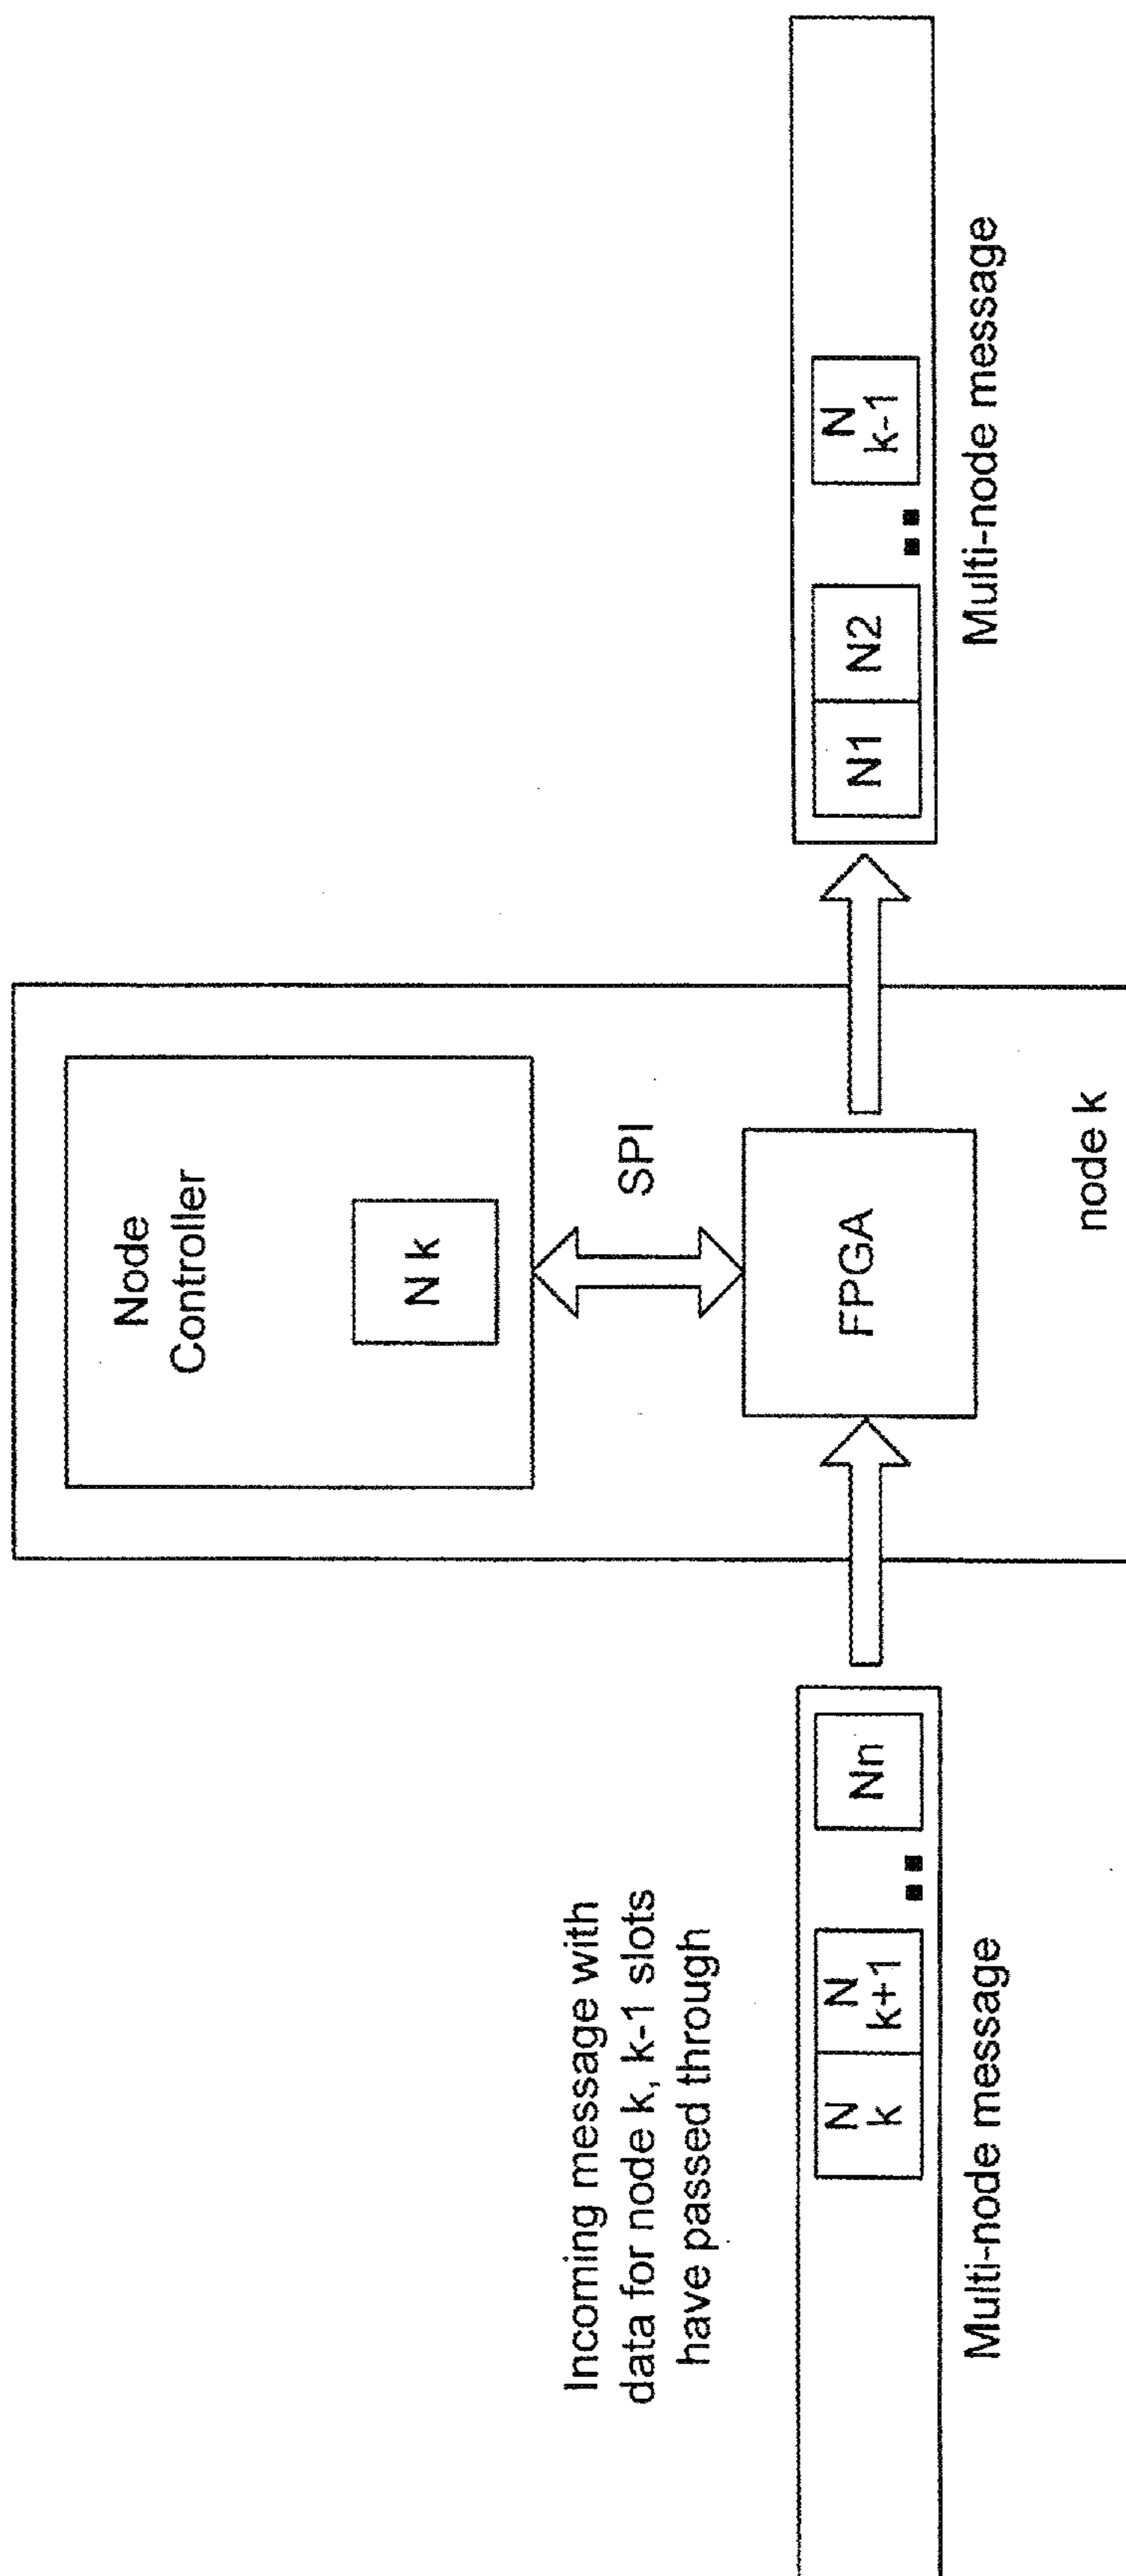 Incoming message with
data for node k, k-1 slots
have passed through
N
k
N
k+1
Nn
Multi-node message
Node
Controller
N k
SPI
FPGA
node k
N1
N2
N
k-1
Multi-node message